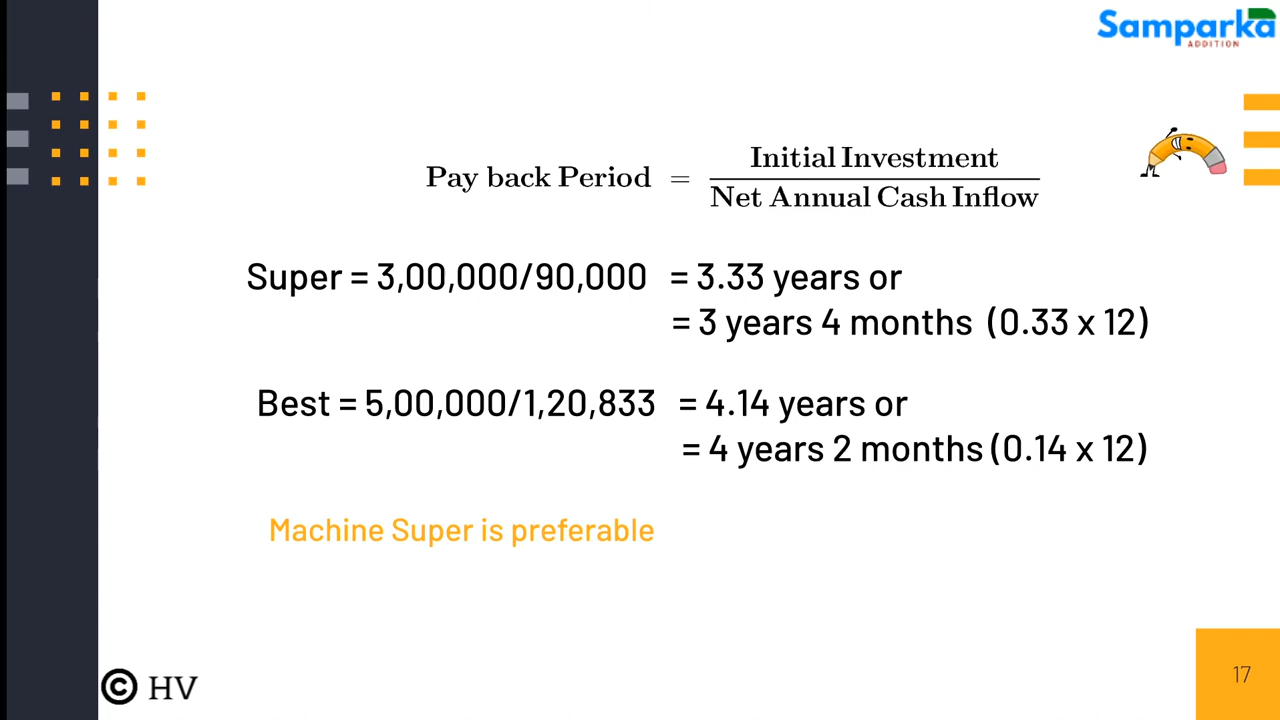 Samparka
ADDITION
Pay back Period = Initial Investment
Net Annual Cash Inflow
Super = 3,00,000/90,000 = 3.33 years or
= 3 years 4 months (0.33 x 12)
Best = 5,00,000/1,20,833 = 4.14 years or
= 4 years 2 months (0.14 x 12)
Machine Super is preferable
© HV
17